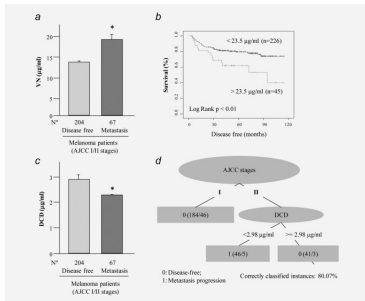 a
VN (µg/ml)
20
15
10
5
0
*
N°
204
67
Disease free
Metastasis
Melanoma patients
(AJCC I/II stages)
b
Survival (%)
1.0
0.8
0.6
0.4
0.2
0.0
< 23.5 µg/ml (n=226)
> 23.5 µg/ml (n=45)
Log Rank p < 0.01
0
30
60
90
120
Disease free (months)
c
DCD (µg/ml)
3
2
1
0
*
N°
204
67
Disease free
Metastasis
Melanoma patients
(AJCC I/II stages)
d
AJCC stages
I
II
0 (184/46)
DCD
<2.98 µg/ml
>= 2.98 µg/ml
1 (46/5)
0 (41/3)
0: Disease-free;
1: Metastasis progression
Correctly classified instances: 80.07%